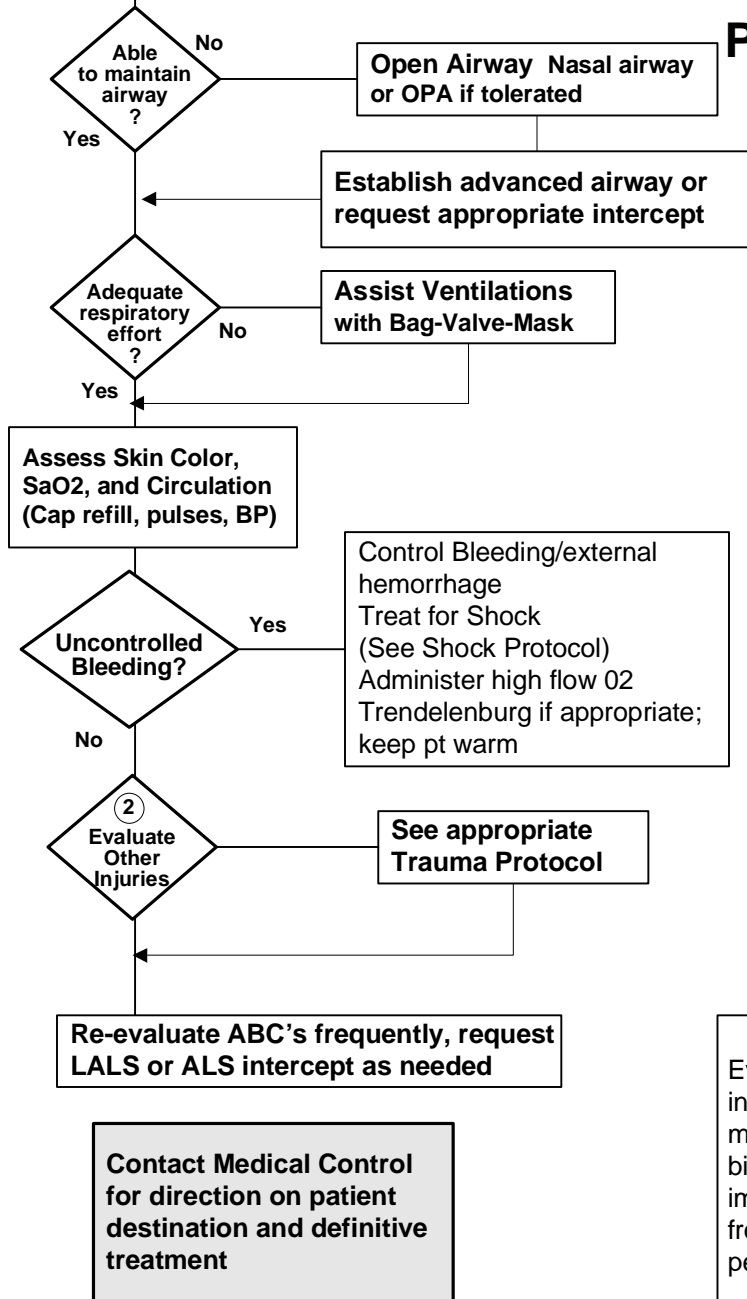 P
Able
to maintain
airway
?
No
Yes
Open Airway Nasal airway
or OPA if tolerated
Establish advanced airway or
request appropriate intercept
Adequate
respiratory
effort
?
No
Yes
Assist Ventilations
with Bag-Valve-Mask
Assess Skin Color,
SaO2, and Circulation
(Cap refill, pulses, BP)
Uncontrolled
Bleeding?
Yes
No
Control Bleeding/external
hemorrhage
Treat for Shock
(See Shock Protocol)
Administer high flow 02
Trendelenburg if appropriate;
keep pt warm
2
Evaluate
Other
Injuries
See appropriate
Trauma Protocol
Re-evaluate ABC's frequently, request
LALS or ALS intercept as needed
Contact Medical Control
for direction on patient
destination and definitive
treatment